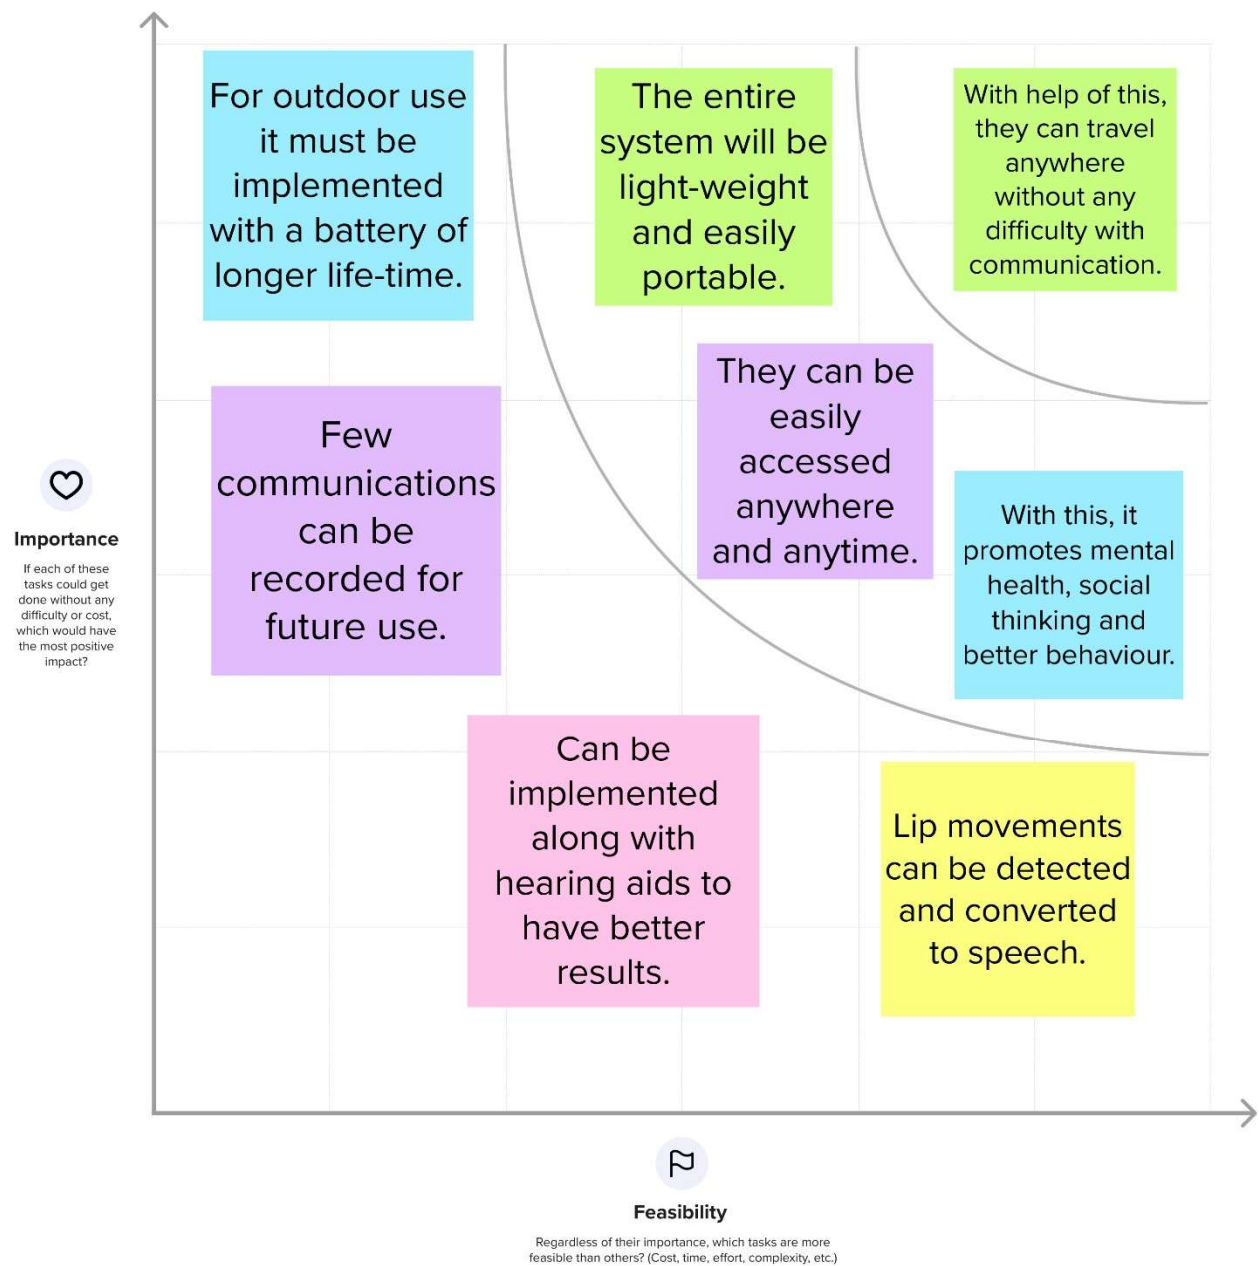 For outdoor use
it must be
implemented
with a battery of
longer life-time.
The entire
system will be
light-weight
and easily
portable.
With help of this,
they can travel
anywhere
without any
difficulty with
communication.
Few
communications
can be
recorded for
future use.
They can be
easily
accessed
anywhere
and anytime.
With this, it
promotes mental
health, social
thinking and
better behaviour.
Importance
If each of these
tasks could get
done without any
difficulty or cost,
which would have
the most positive
impact?
Can be
implemented
along with
hearing aids to
have better
results.
Lip movements
can be detected
and converted
to speech.
Feasibility
Regardless of their importance, which tasks are more
feasible than others? (Cost, time, effort, complexity, etc.)